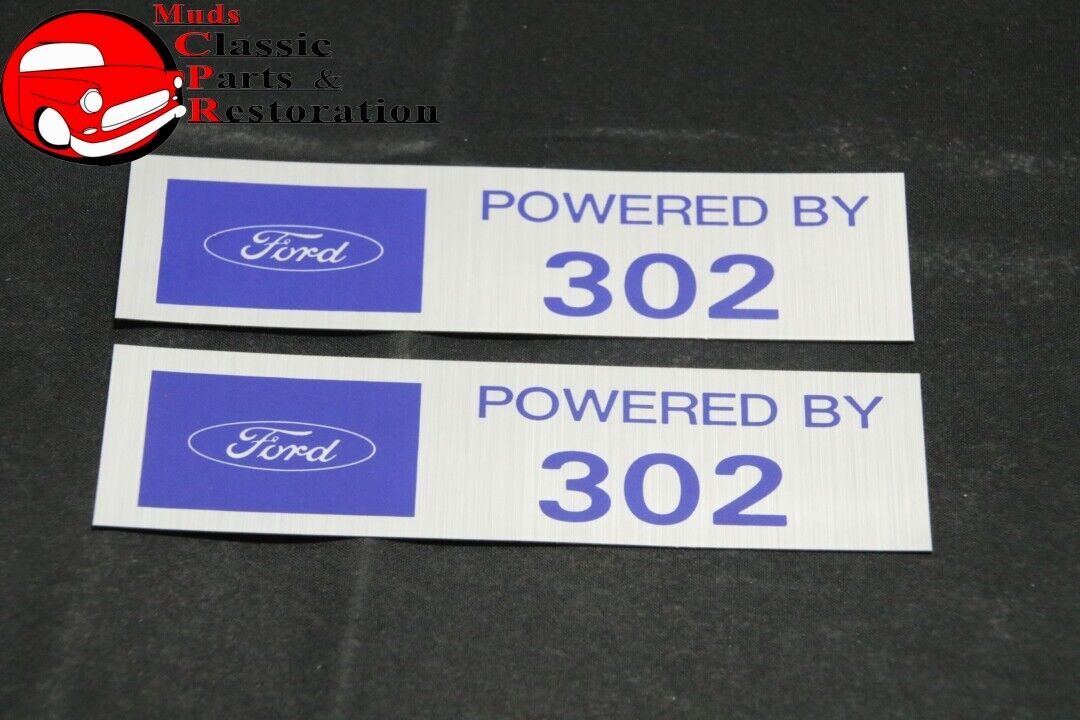 Muds
Classic
Parts &
Restoration
Ford
POWERED BY
302
Ford
POWERED BY
302